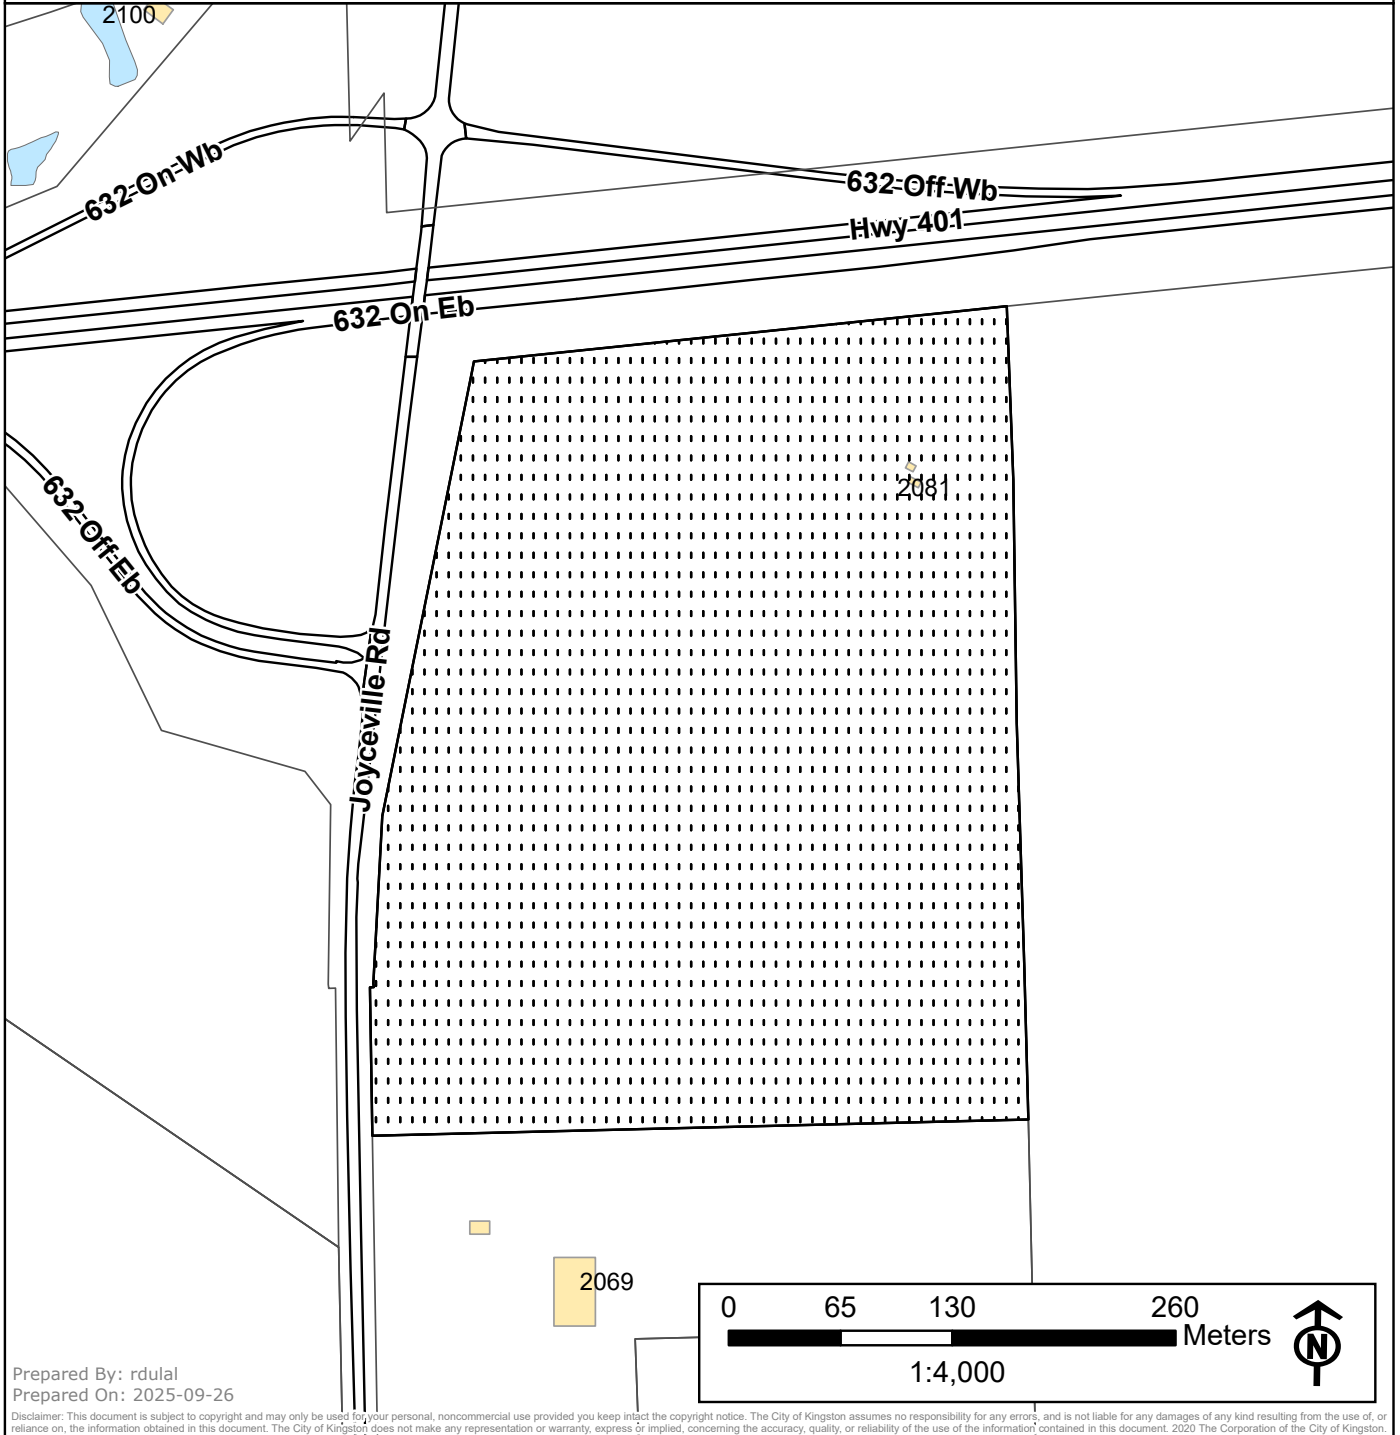 2100
632 On Wb
632 Off Wb
Hwy 401
632 On Eb
2081
632 Off Eb
Joyceville Rd
2069
0 65 130 260
Meters
1:4,000
N
Prepared By: rdulal
Prepared On: 2025-09-26
Disclaimer: This document is subject to copyright and may only be used for your personal, noncommercial use provided you keep intact the copyright notice. The City of Kingston assumes no responsibility for any errors, and is not liable for any damages of any kind resulting from the use of, or
reliance on, the information obtained in this document. The City of Kingston does not make any representation or warranty, express or implied, concerning the accuracy, quality, or reliability of the use of the information contained in this document. 2020 The Corporation of the City of Kingston.